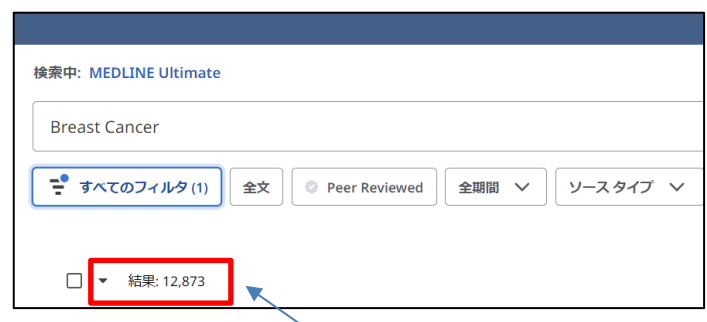 検索中: MEDLINE Ultimate
Breast Cancer
すべてのフィルタ (1) 全文 Peer Reviewed 全期間 ソース タイプ
結果: 12,873